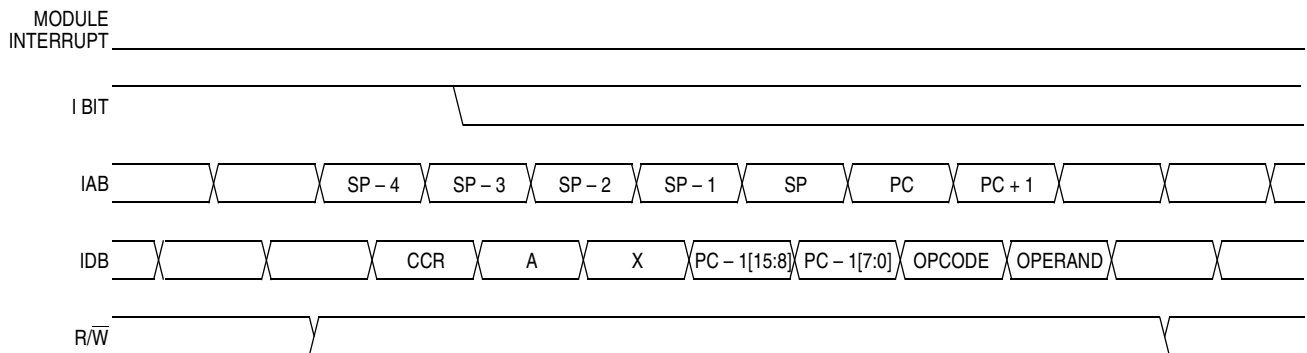 MODULE
INTERRUPT
I BIT
IAB SP – 4 SP – 3 SP – 2 SP – 1 SP PC PC + 1
IDB CCR A X PC – 1[15:8] PC – 1[7:0] OPCODE OPERAND
R/W̅